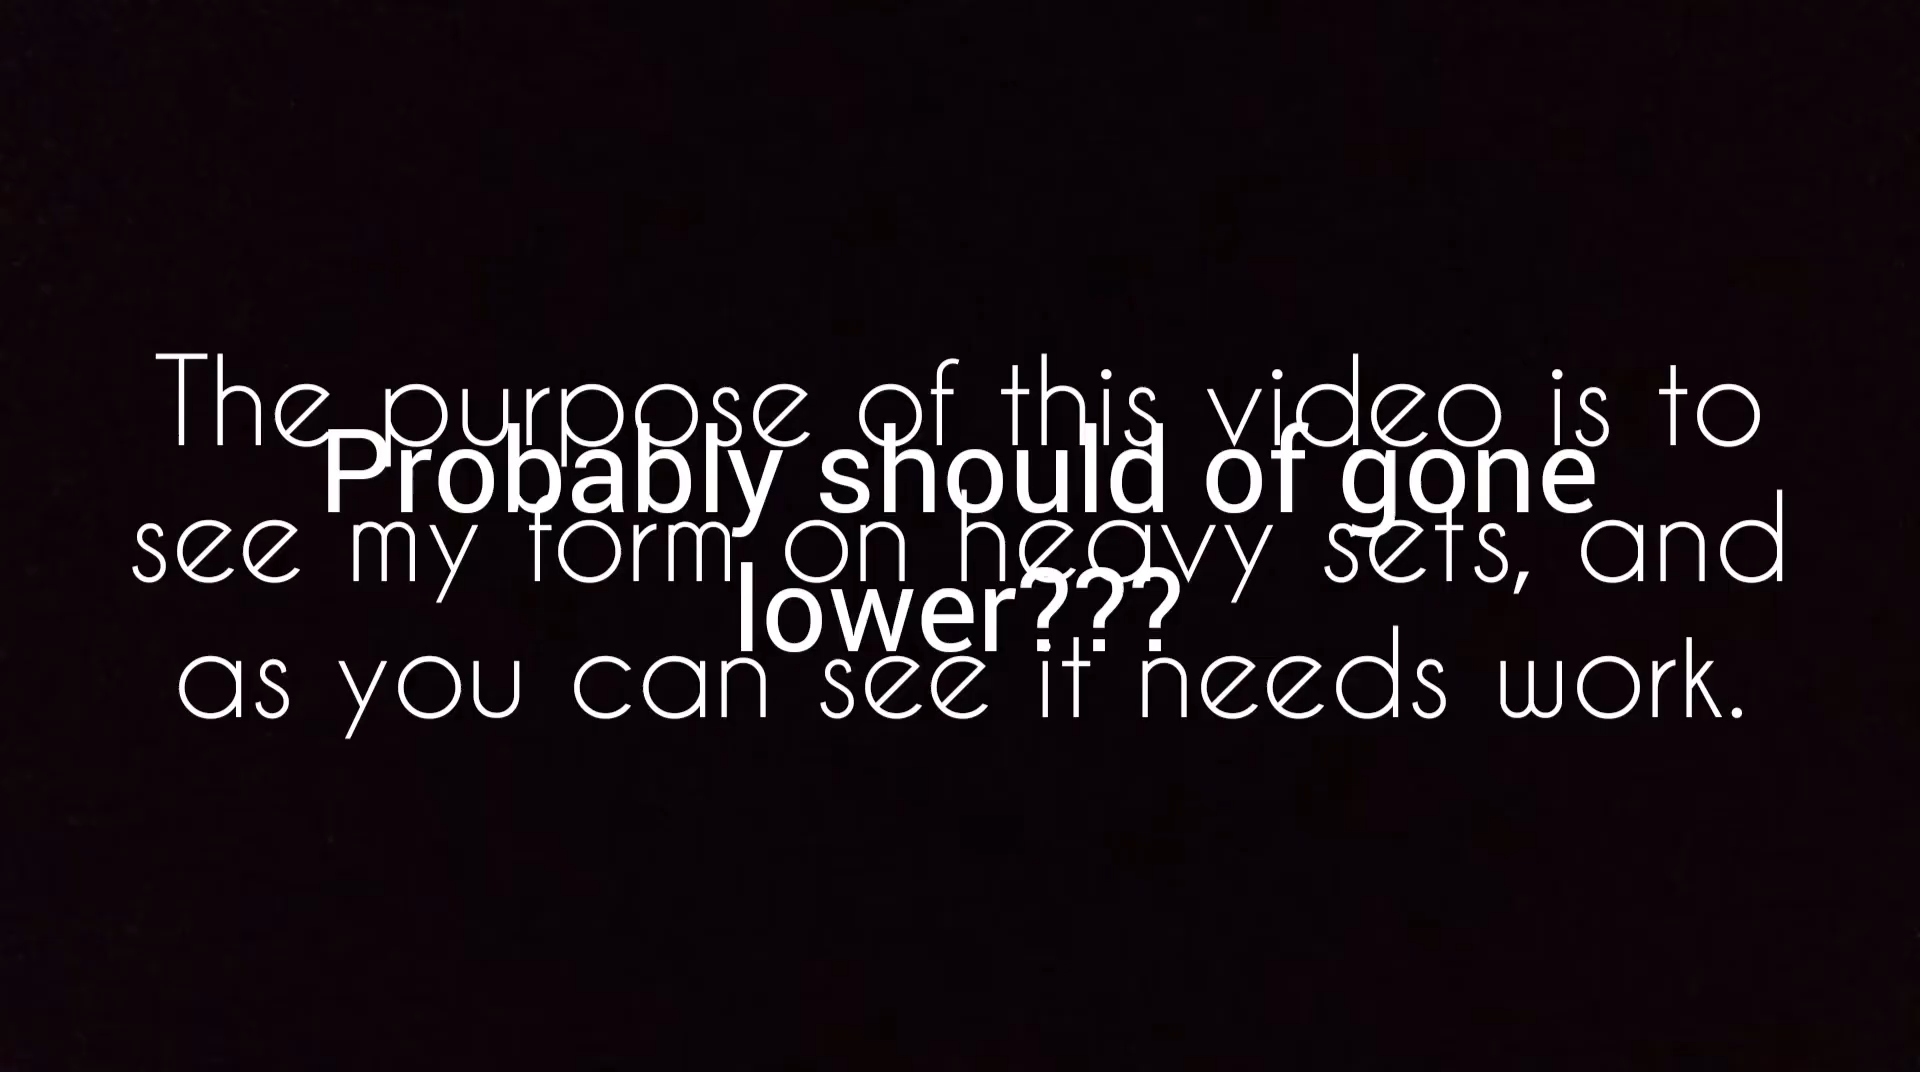 The purpose of this video is to
see my form on heavy sets, and
as you can see it needs work.
Probably should of gone
lower???